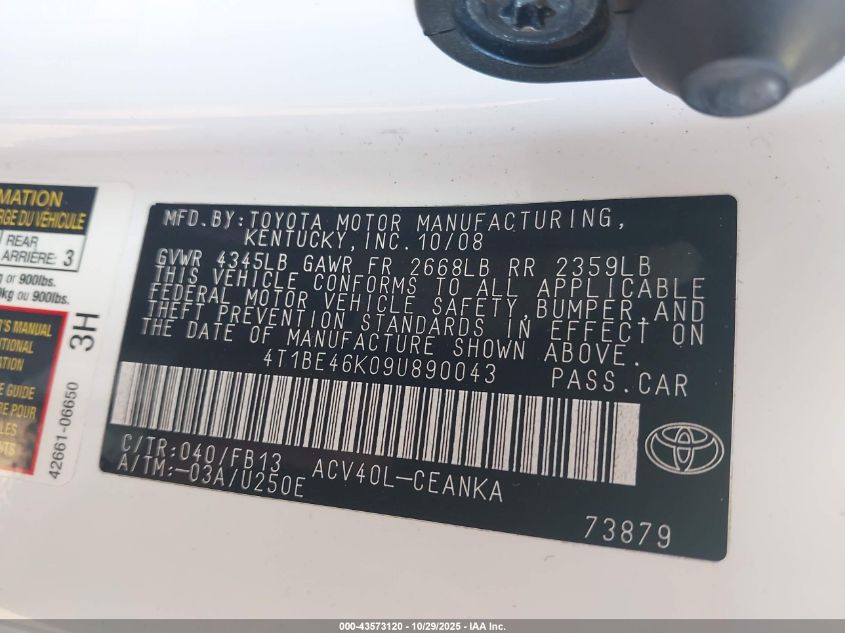 MATION
RGE DU VÉHICULE
REAR
ARRIÈRE 3
or 900lbs.
kg ou 900lbs.
'S MANUAL
TIONAL
TION
E GUIDE
RE POUR
LES
NTS
3H
42661-06650
MFD. BY: TOYOTA MOTOR MANUFACTURING,
KENTUCKY, INC. 10/08
GVWR 4345LB GAWR FR 2668LB RR 2359LB
THIS VEHICLE CONFORMS TO ALL APPLICABLE
FEDERAL MOTOR VEHICLE SAFETY, BUMPER, AND
THEFT PREVENTION STANDARDS IN EFFECT ON
THE DATE OF MANUFACTURE SHOWN ABOVE.
4T1BE46K09U890043 PASS. CAR
C/TR: 040/FB13 ACV40L-CEANKA
A/TM: -03A/U250E
73879
000-43573120 - 10/29/2025 - IAA Inc.